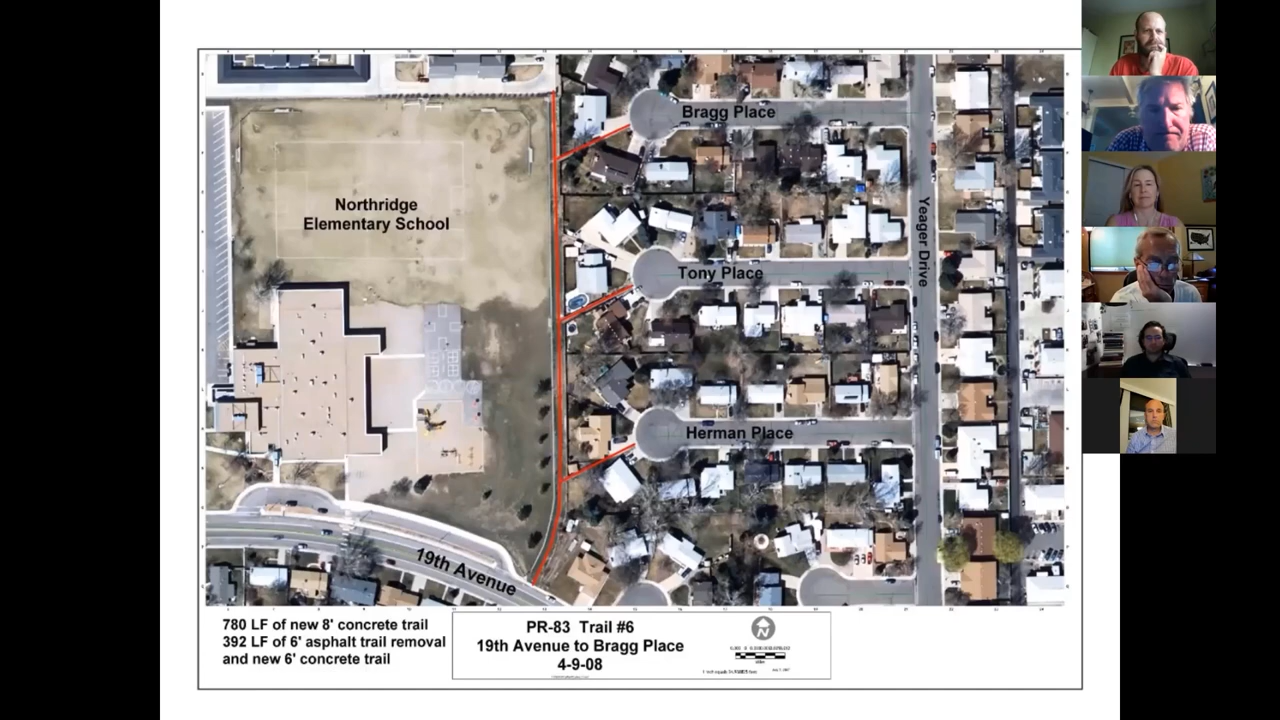 Bragg Place
Northridge
Elementary School
Yeager Drive
Tony Place
Herman Place
19th Avenue
780 LF of new 8' concrete trail
392 LF of 6' asphalt trail removal
and new 6' concrete trail
PR-83 Trail #6
19th Avenue to Bragg Place
4-9-08
N